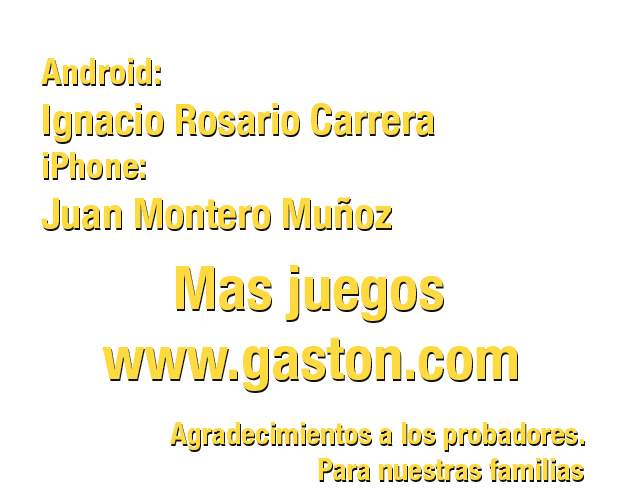 Android:
Ignacio Rosario Carrera
iPhone:
Juan Montero Muñoz
Mas juegos
www.gaston.com
Agradecimientos a los probadores.
Para nuestras familias